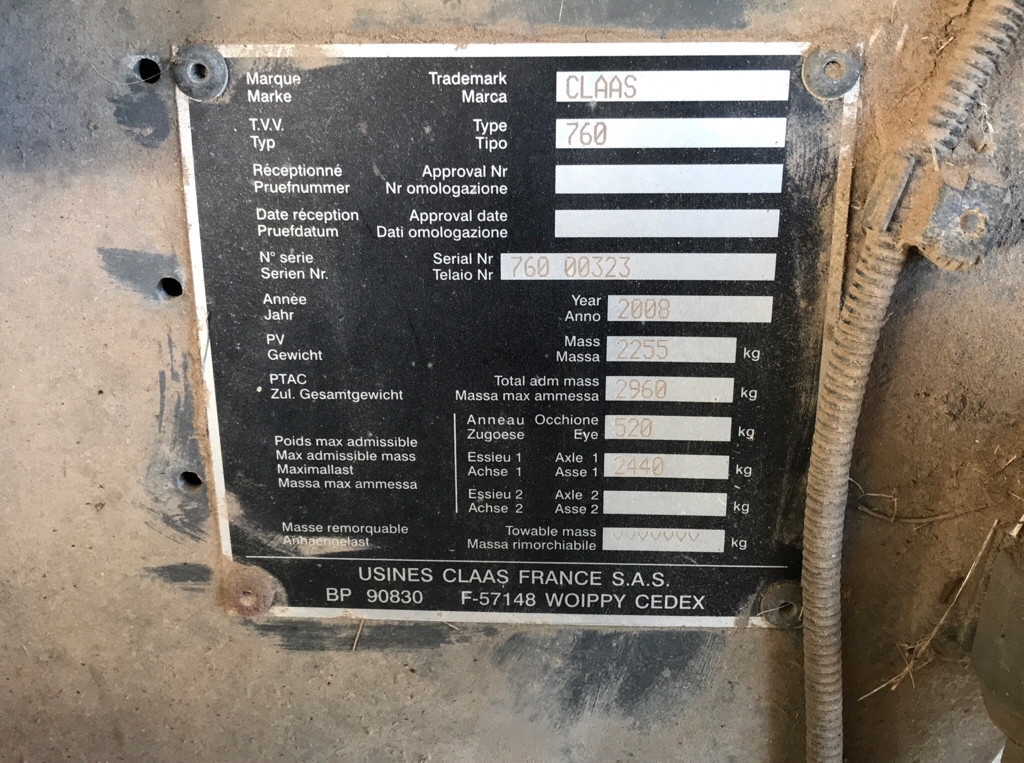 Marque Trademark CLAAS
Marke Marca
T.V.V. Type 760
Typ Tipo
Réceptionné Approval Nr
Pruefnummer Nr omologazione
Date réception Approval date
Pruefdatum Dati omologazione
N° série Serial Nr 760 00323
Serien Nr. Telaio Nr
Année Year 2008
Jahr Anno
PV Mass 2255 kg
Gewicht Massa
PTAC Total adm mass 2960 kg
Zul. Gesamtgewicht Massa max ammessa
Anneau Occhione 520 kg
Zugoese Eye
Poids max admissible
Max admissible mass
Maximallast
Massa max ammessa
Essieu 1 Axle 1 2440 kg
Achse 1 Asse 1
Essieu 2 Axle 2 kg
Achse 2 Asse 2
Masse remorquable Towable mass kg
Anhaengelast Massa rimorchiabile
USINES CLAAS FRANCE S.A.S.
BP 90830 F-57148 WOIPPY CEDEX